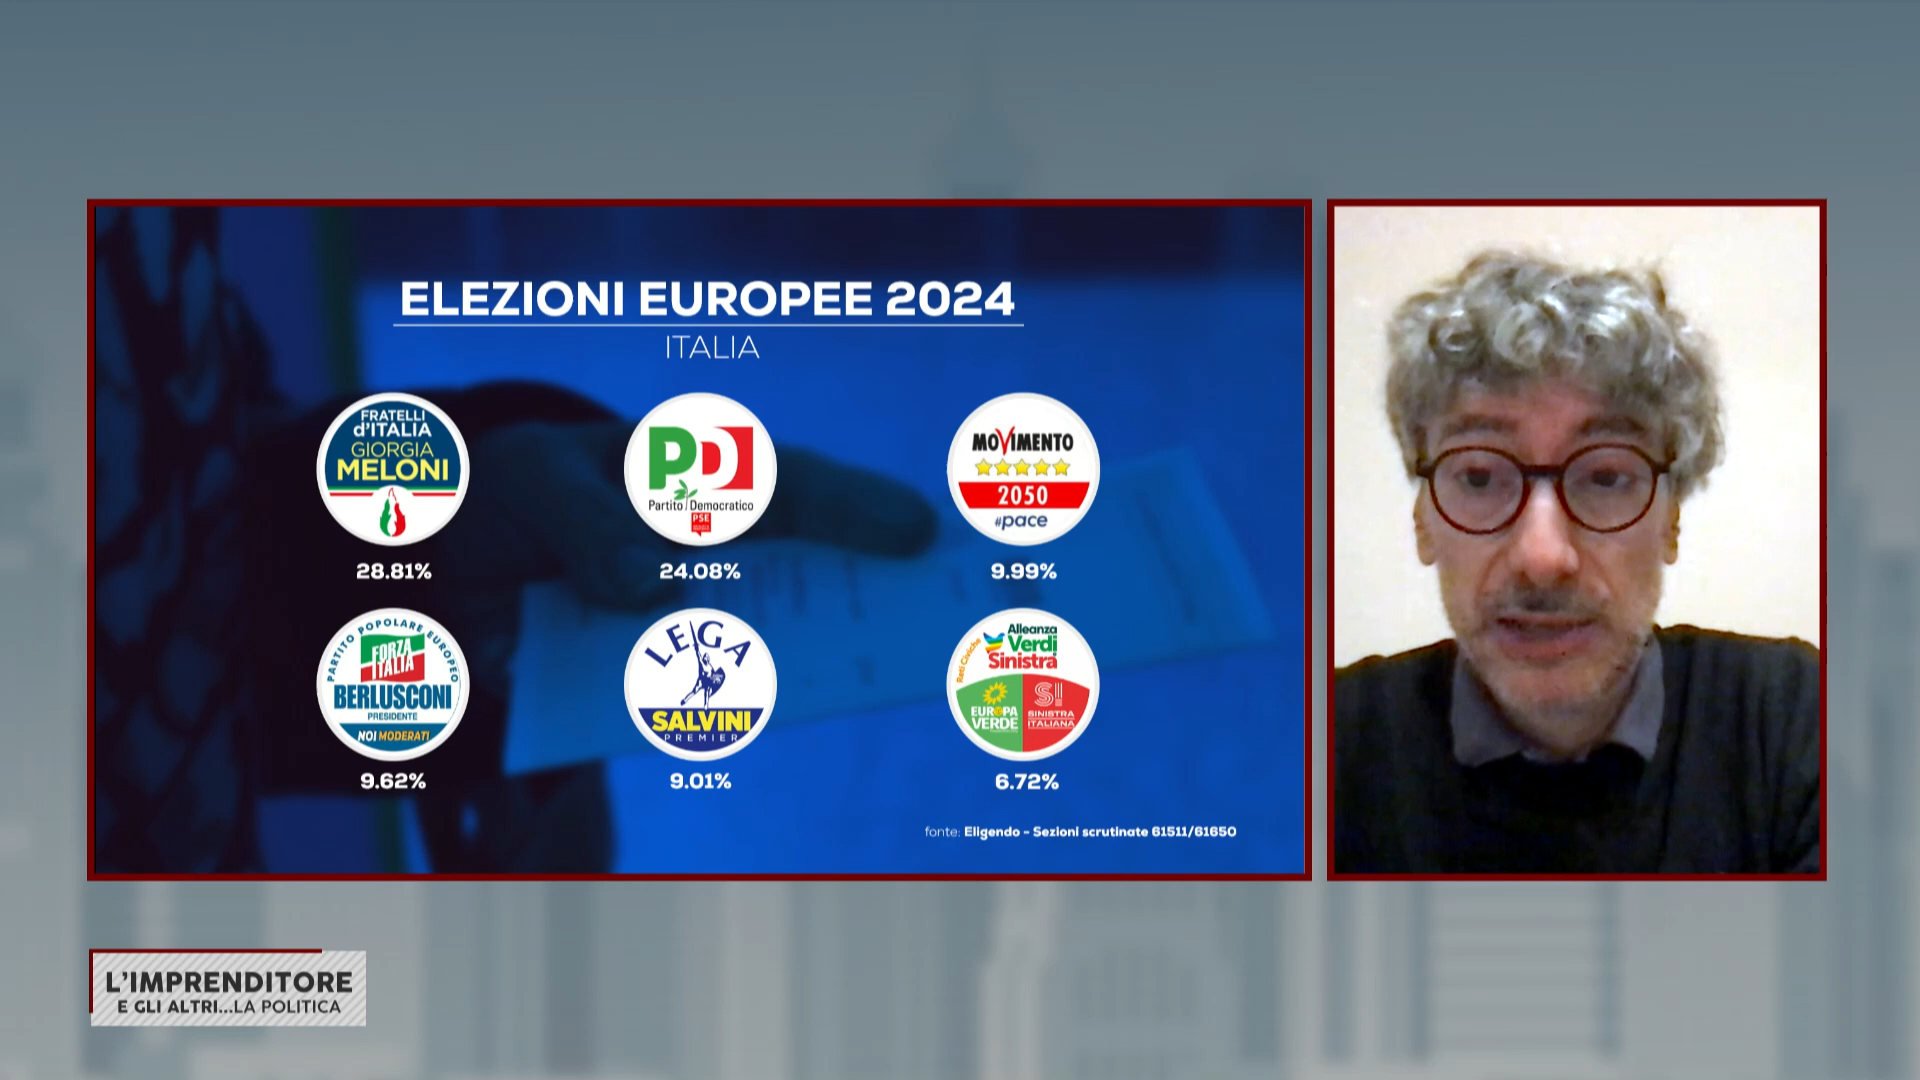 ELEZIONI EUROPEE 2024
ITALIA
FRATELLI
d'ITALIA
GIORGIA
MELONI
28.81%
PD
Partito Democratico
PSE
24.08%
MOVIMENTO
2050
#pace
9.99%
PARTITO POPOLARE EUROPEO
FORZA
ITALIA
BERLUSCONI
PRESIDENTE
NOI MODERATI
9.62%
LEGA
SALVINI
PREMIER
9.01%
Reti Civiche
Alleanza
Verdi
Sinistra
EUROPA
VERDE
SI
SINISTRA
ITALIANA
6.72%
fonte: Eligendo - Sezioni scrutinate 61511/61650
L'IMPRENDITORE
E GLI ALTRI...LA POLITICA